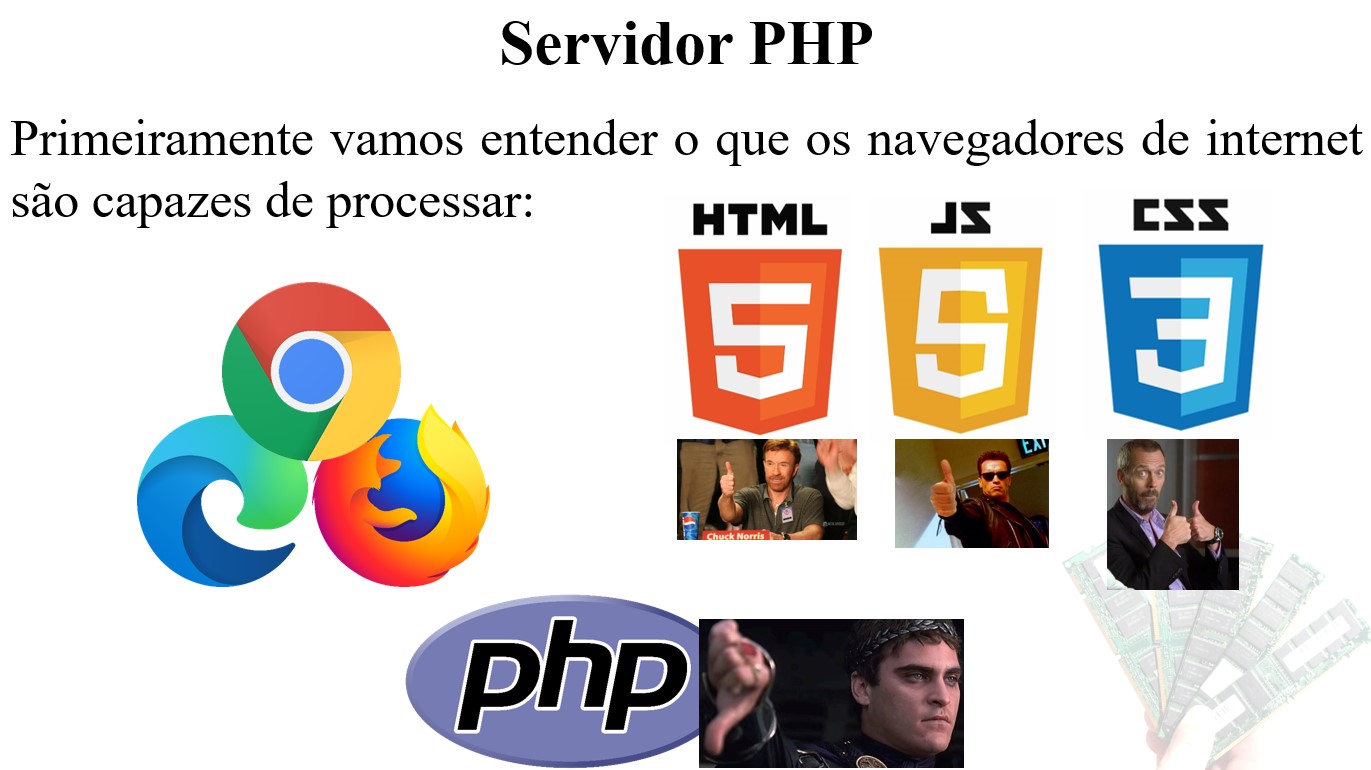 Servidor PHP
Primeiramente vamos entender o que os navegadores de internet
são capazes de processar:
HTML
JS
CSS
5
5
3
EXI
Chuck Norris
php